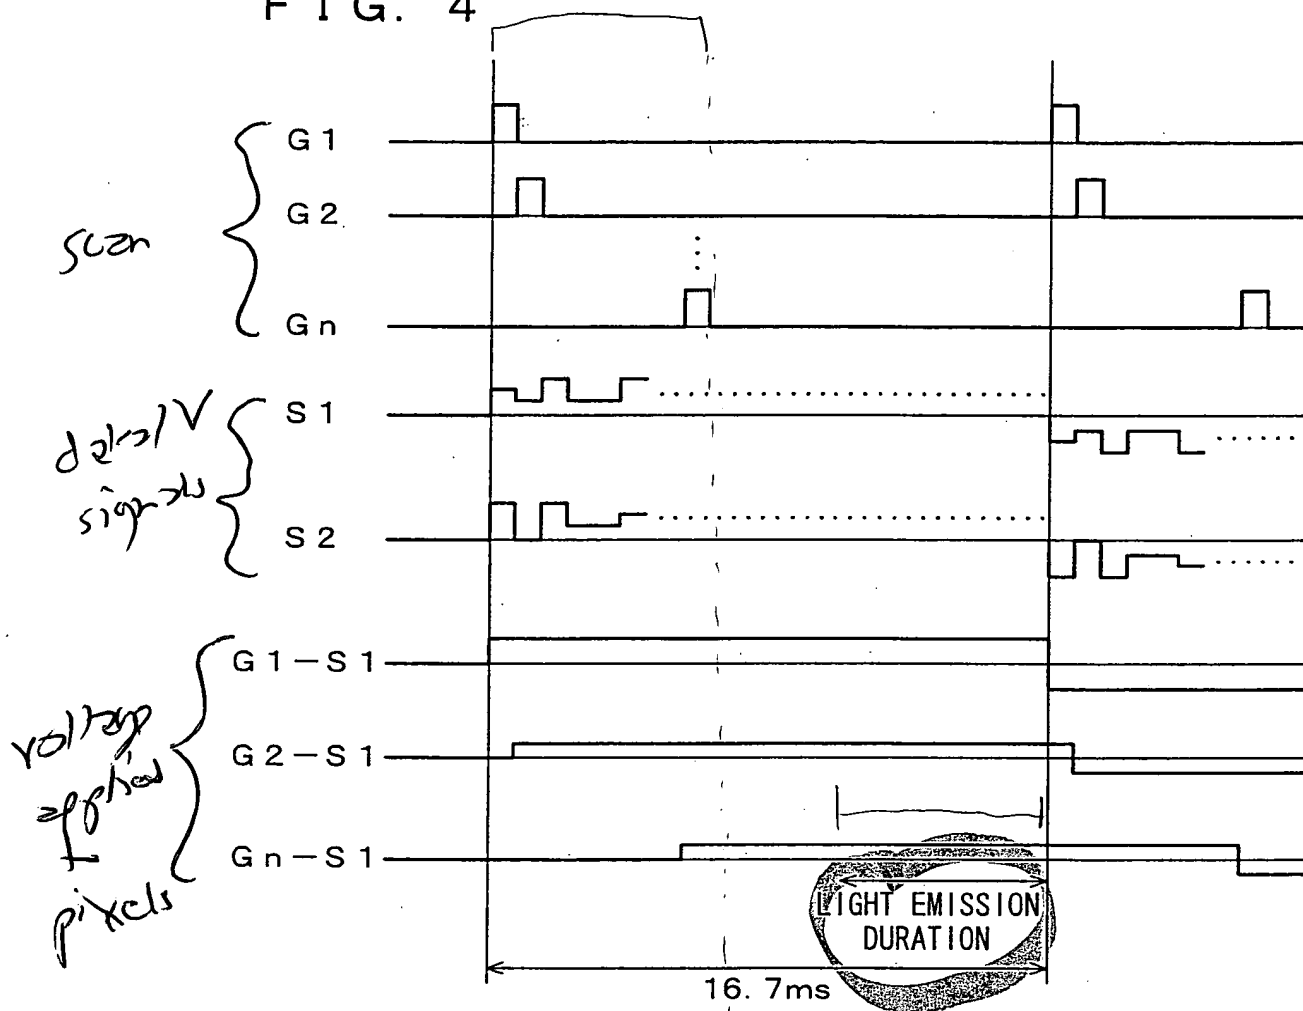 FIG. 4
G1
G2
scan
Gn
S1
data/V
signals
S2
G1-S1
voltage
applied
G2-S1
Gn-S1
pixels
LIGHT EMISSION
DURATION
16.7ms